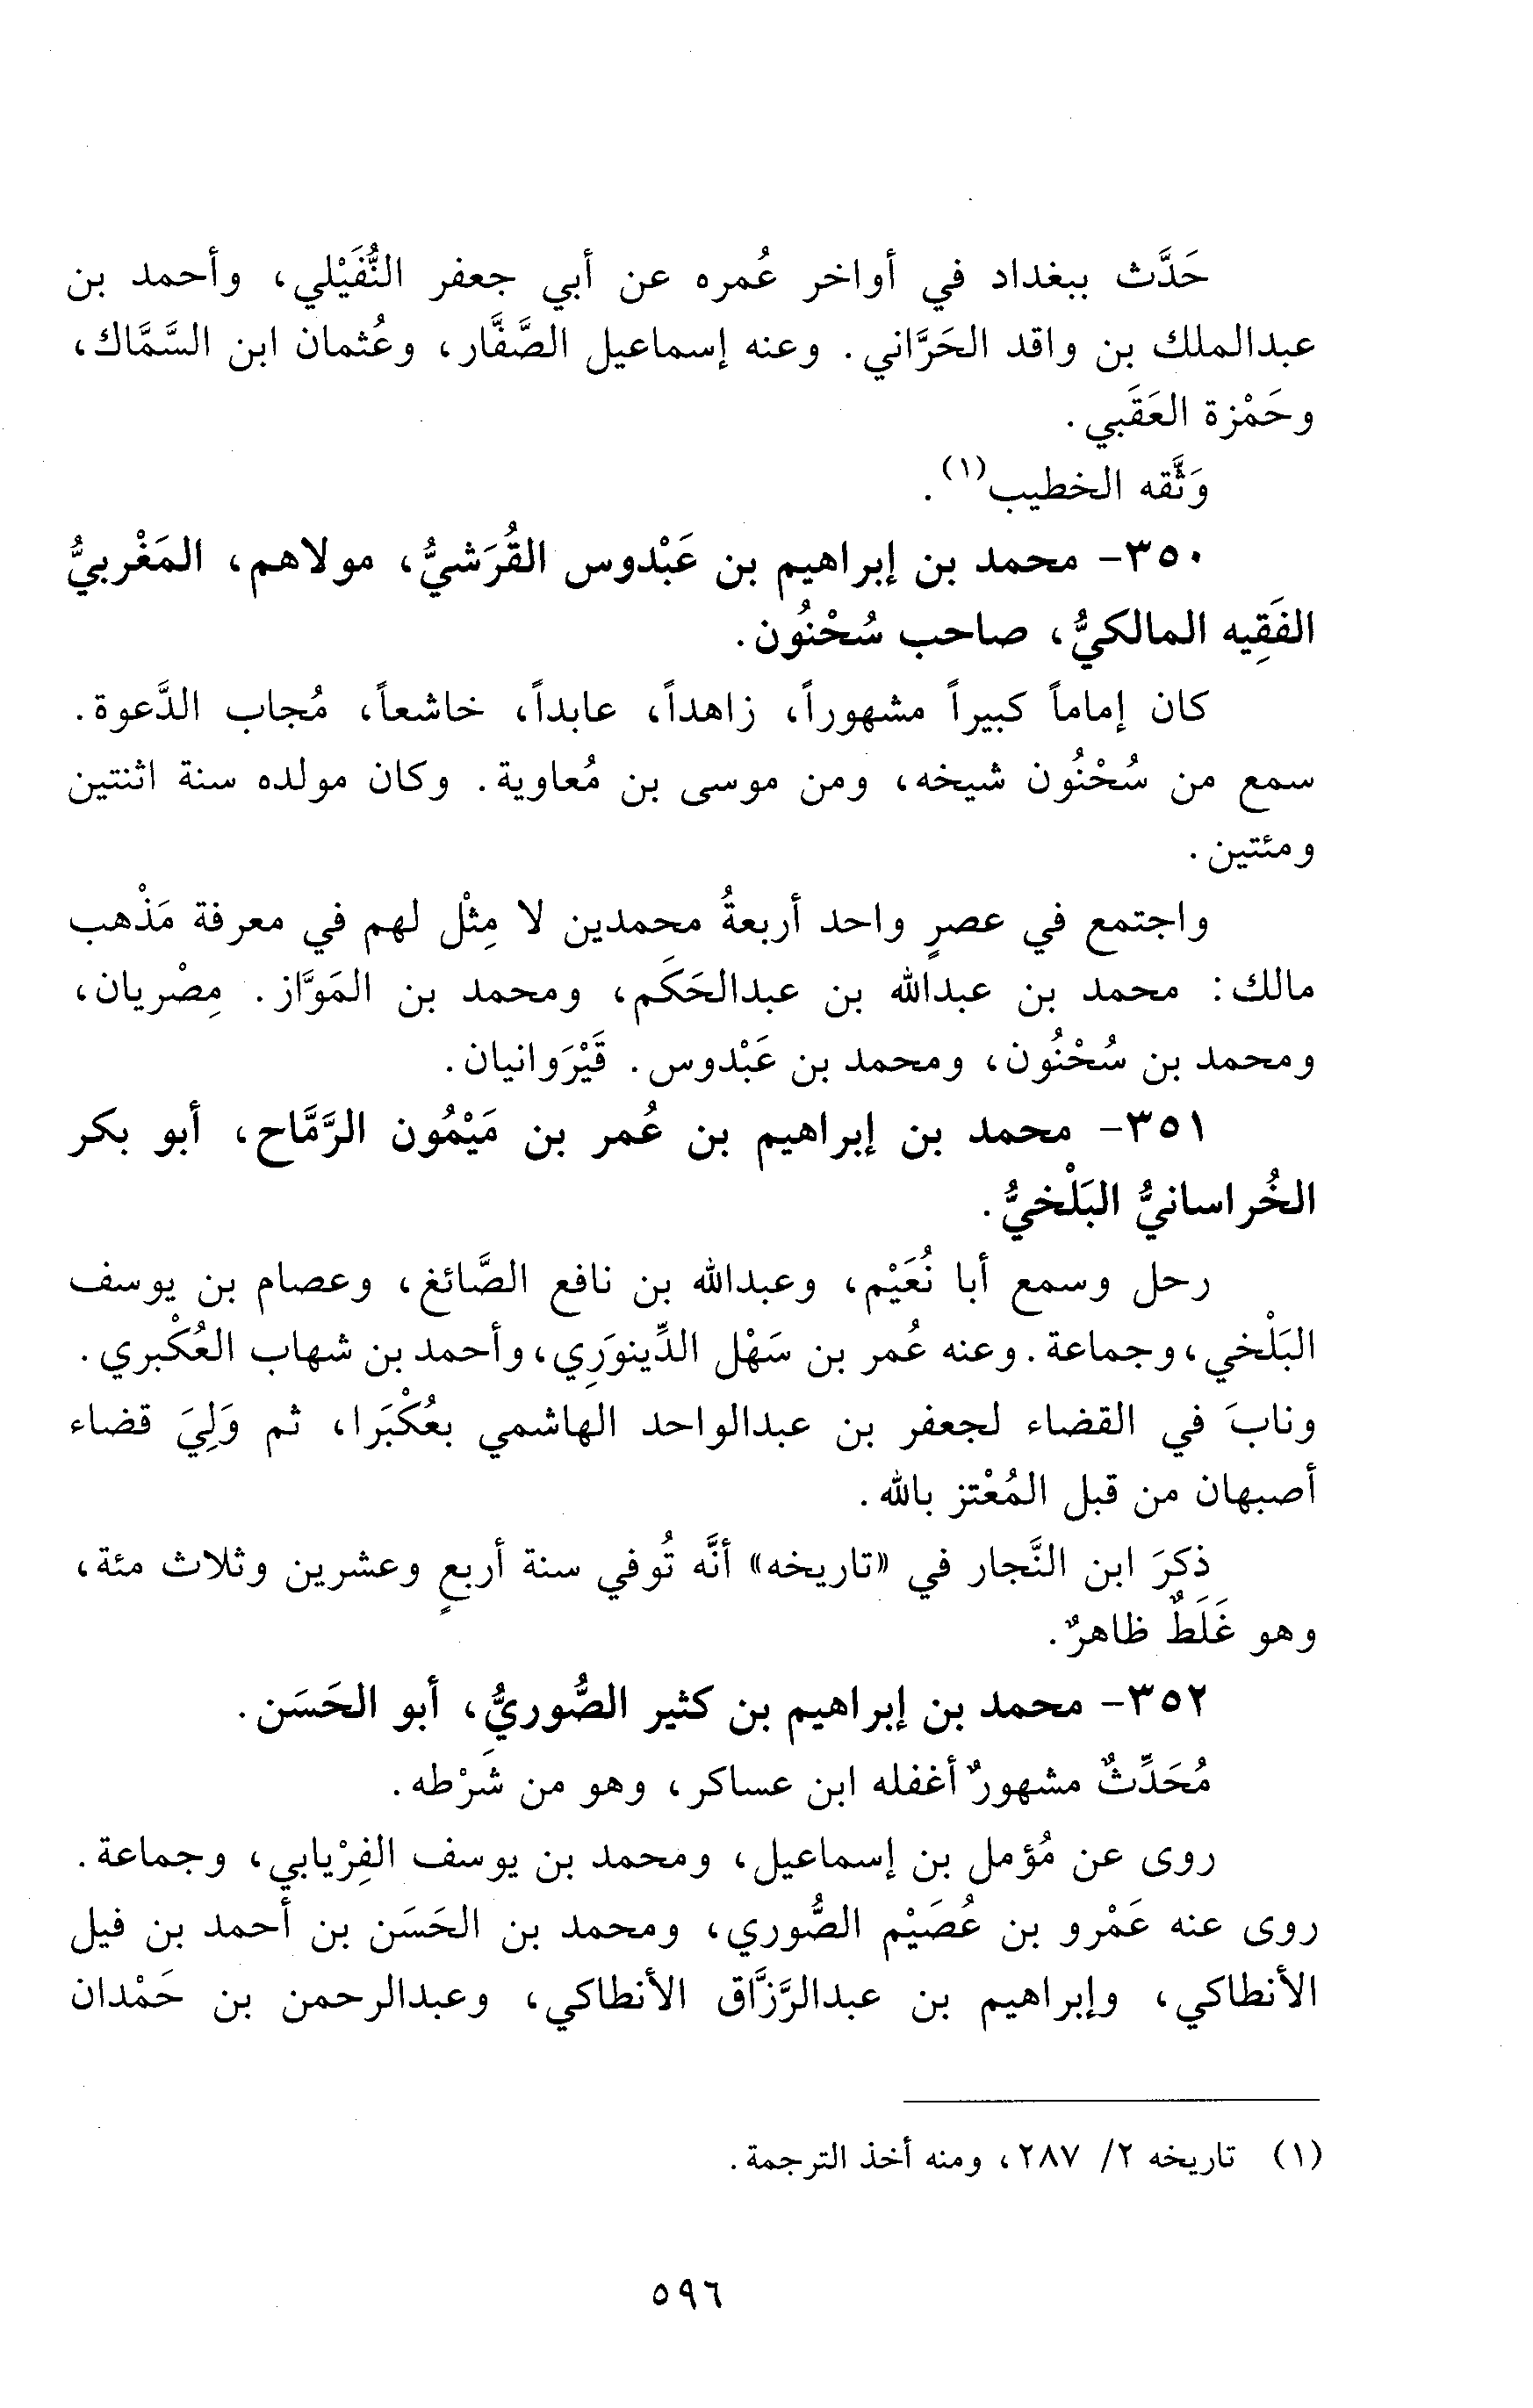 حَدَّث ببغداد في أواخر عُمره عن أبي جعفر النُّفَيْلي، وأحمد بن
عبدالملك بن واقد الحَرَّاني. وعنه إسماعيل الصَّفَّار، وعُثمان ابن السَّمَّاك،
وحَمْزة العَقَبي.
وَثَّقه الخطيب(١).
٣٥٠- محمد بن إبراهيم بن عَبْدوس القُرَشيُّ، مولاهم، المَغْربيُّ
الفَقِيه المالكيُّ، صاحب سُحْنُون.
كان إماماً كبيراً مشهوراً، زاهداً، عابداً، خاشعاً، مُجاب الدَّعوة.
سمع من سُحْنُون شيخه، ومن موسى بن مُعاوية. وكان مولده سنة اثنتين
ومئتين.
واجتمع في عصرٍ واحد أربعةُ محمدين لا مِثْل لهم في معرفة مَذْهب
مالك: محمد بن عبدالله بن عبدالحَكَم، ومحمد بن المَوَّاز. مِصْريان،
ومحمد بن سُحْنُون، ومحمد بن عَبْدوس. قَيْرَوانيان.
٣٥١- محمد بن إبراهيم بن عُمر بن مَيْمُون الرَّمَّاح، أبو بكر
الخُراسانيُّ البَلْخيُّ.
رحل وسمع أبا نُعَيْم، وعبدالله بن نافع الصَّائغ، وعصام بن يوسف
البَلْخي، وجماعة. وعنه عُمر بن سَهْل الدِّينوَرِي، وأحمد بن شهاب العُكْبري.
ونابَ في القضاء لجعفر بن عبدالواحد الهاشمي بعُكْبَرا، ثم وَلِيَ قضاء
أصبهان من قبل المُعْتز بالله.
ذكرَ ابن النَّجار في «تاريخه» أنَّه تُوفي سنة أربعٍ وعشرين وثلاث مئة،
وهو غَلَطٌ ظاهرٌ.
٣٥٢- محمد بن إبراهيم بن كثير الصُّوريُّ، أبو الحَسَن.
مُحَدِّثٌ مشهورٌ أغفله ابن عساكر، وهو من شَرْطه.
روى عن مُؤمل بن إسماعيل، ومحمد بن يوسف الفِرْيابي، وجماعة.
روى عنه عَمْرو بن عُصَيْم الصُّوري، ومحمد بن الحَسَن بن أحمد بن فيل
الأنطاكي، وإبراهيم بن عبدالرَّزَّاق الأنطاكي، وعبدالرحمن بن حَمْدان
(١) تاريخه ٢/ ٢٨٧، ومنه أخذ الترجمة.
٥٩٦